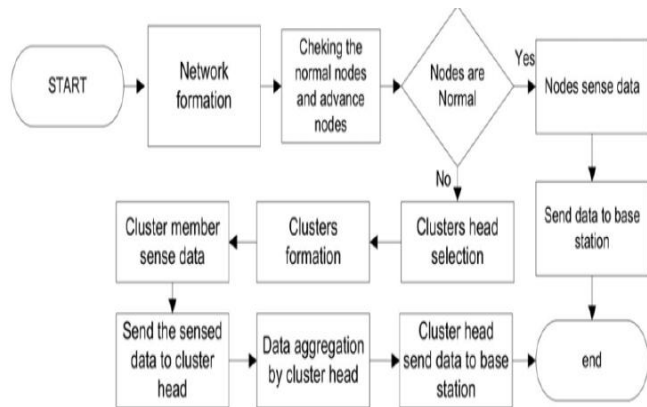 START
Network
formation
Cheking the
normal nodes
and advance
nodes
Nodes are
Normal
Yes
Nodes sense data
No
Send data to base
station
Clusters head
selection
Clusters
formation
Cluster member
sense data
Send the sensed
data to cluster
head
Data aggregation
by cluster head
Cluster head
send data to base
station
end